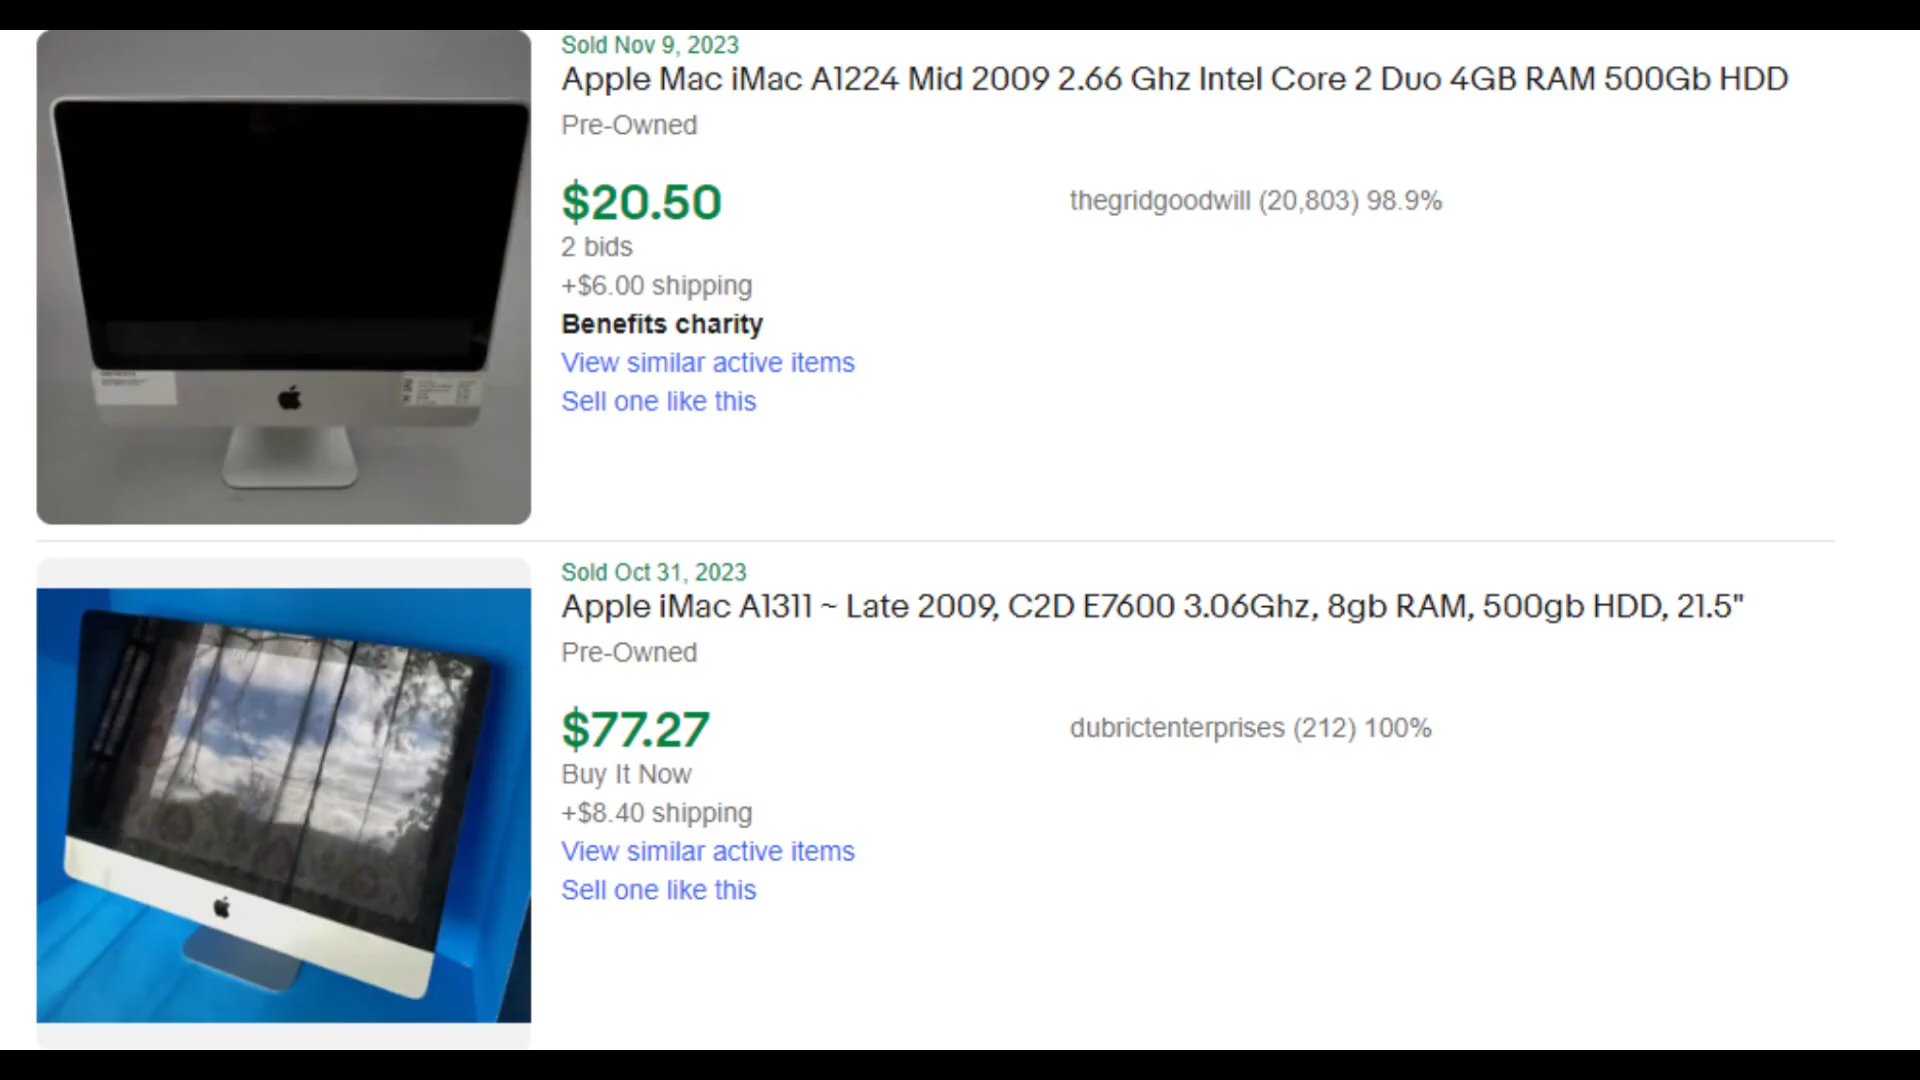 Sold Nov 9, 2023
Apple Mac iMac A1224 Mid 2009 2.66 Ghz Intel Core 2 Duo 4GB RAM 500Gb HDD
Pre-Owned
$20.50
thegridgoodwill (20,803) 98.9%
2 bids
+$6.00 shipping
Benefits charity
View similar active items
Sell one like this
Sold Oct 31, 2023
Apple iMac A1311 ~ Late 2009, C2D E7600 3.06Ghz, 8gb RAM, 500gb HDD, 21.5"
Pre-Owned
$77.27
dubrictenterprises (212) 100%
Buy It Now
+$8.40 shipping
View similar active items
Sell one like this